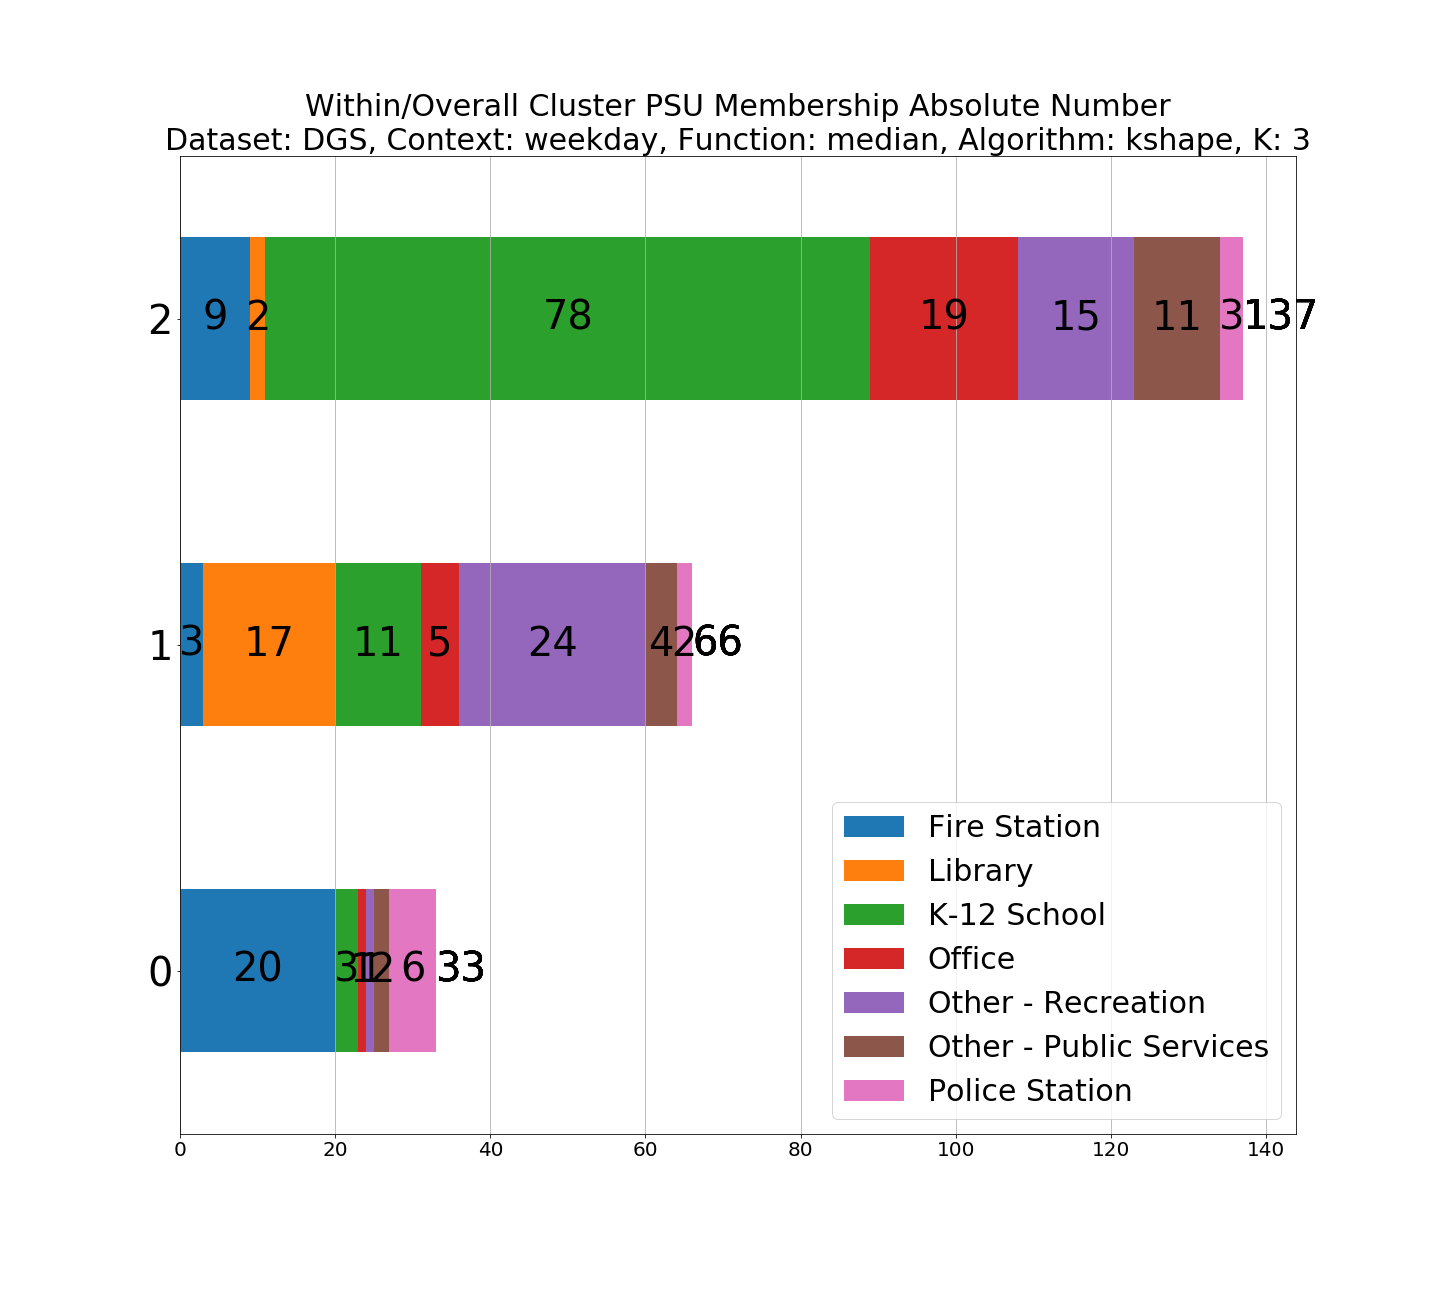 Within/Overall Cluster PSU Membership Absolute Number
Dataset: DGS, Context: weekday, Function: median, Algorithm: kshape, K: 3
2 9 2 78 19 15 11 3 137
1 3 17 11 5 24 4 2 66
0 20 3 1 1 2 6 33
Fire Station
Library
K-12 School
Office
Other - Recreation
Other - Public Services
Police Station
0 20 40 60 80 100 120 140